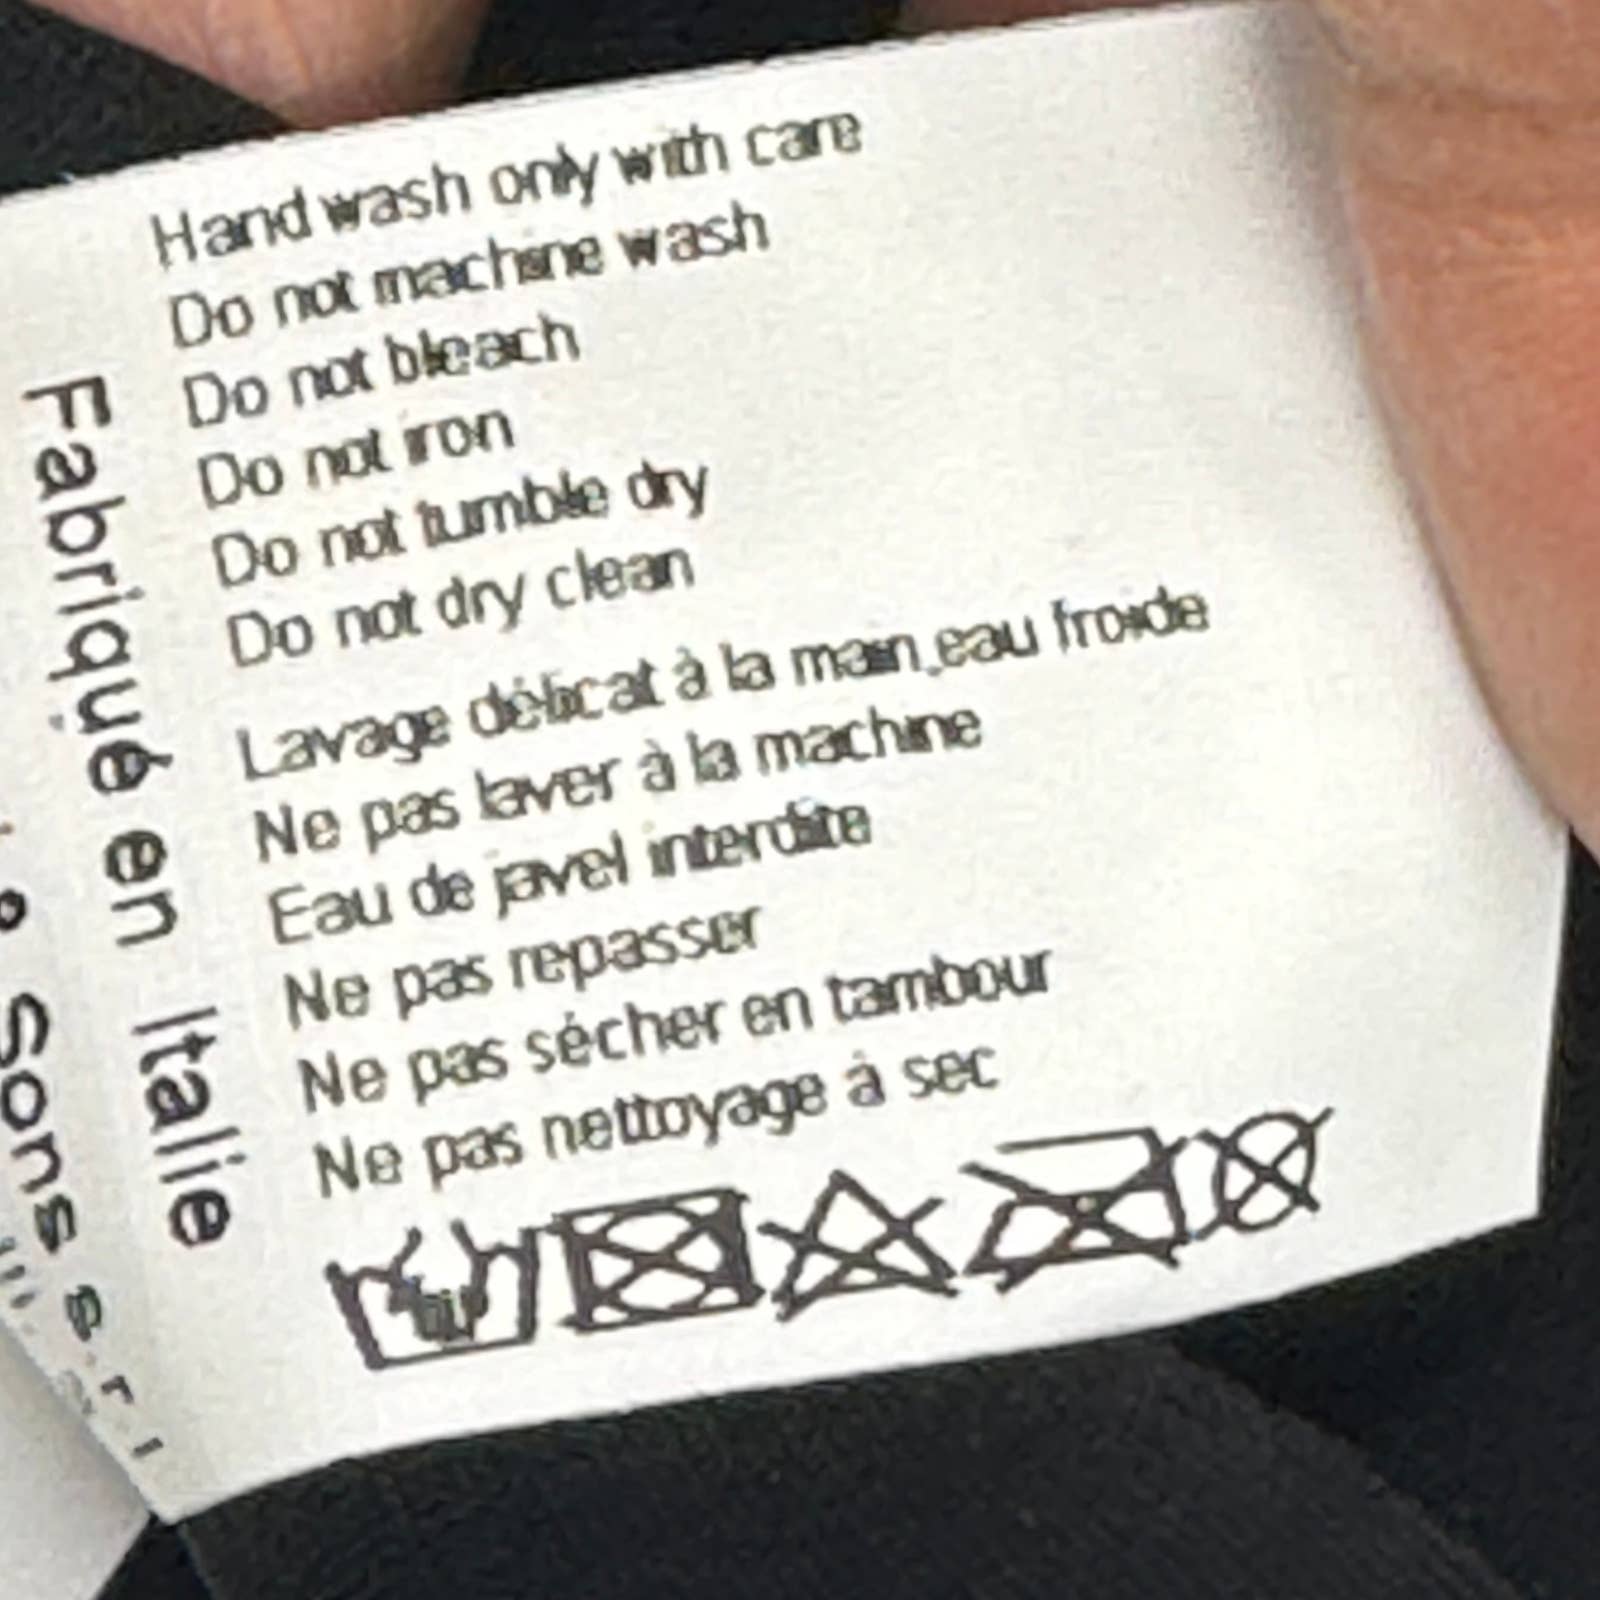 Hand wash only with care
Do not machine wash
Do not bleach
Do not iron
Do not tumble dry
Do not dry clean
Lavage délicat à la main, eau froide
Ne pas laver à la machine
Eau de javel interdite
Ne pas repasser
Ne pas sécher en tambour
Ne pas nettoyage à sec
Fabriqué en Italie
Sons s.r.l